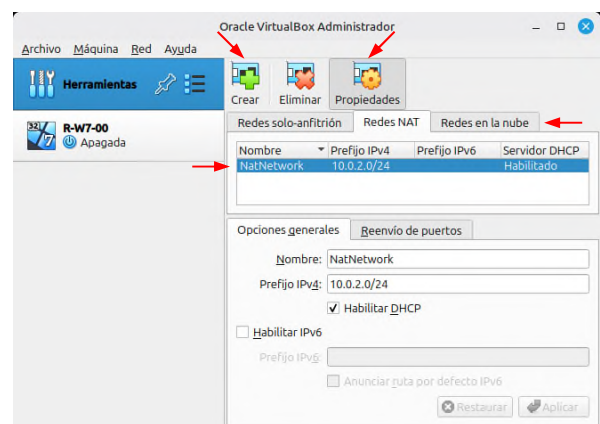 Oracle VirtualBox Administrador
Archivo Máquina Red Ayuda
Herramientas
Crear Eliminar Propiedades
32
7
R-W7-00
Apagada
Redes solo-anfitrión Redes NAT Redes en la nube
Nombre Prefijo IPv4 Prefijo IPv6 Servidor DHCP
NatNetwork 10.0.2.0/24 Habilitado
Opciones generales Reenvío de puertos
Nombre: NatNetwork
Prefijo IPv4: 10.0.2.0/24
Habilitar DHCP
Habilitar IPv6
Prefijo IPv6:
Anunciar ruta por defecto IPv6
Restaurar Aplicar